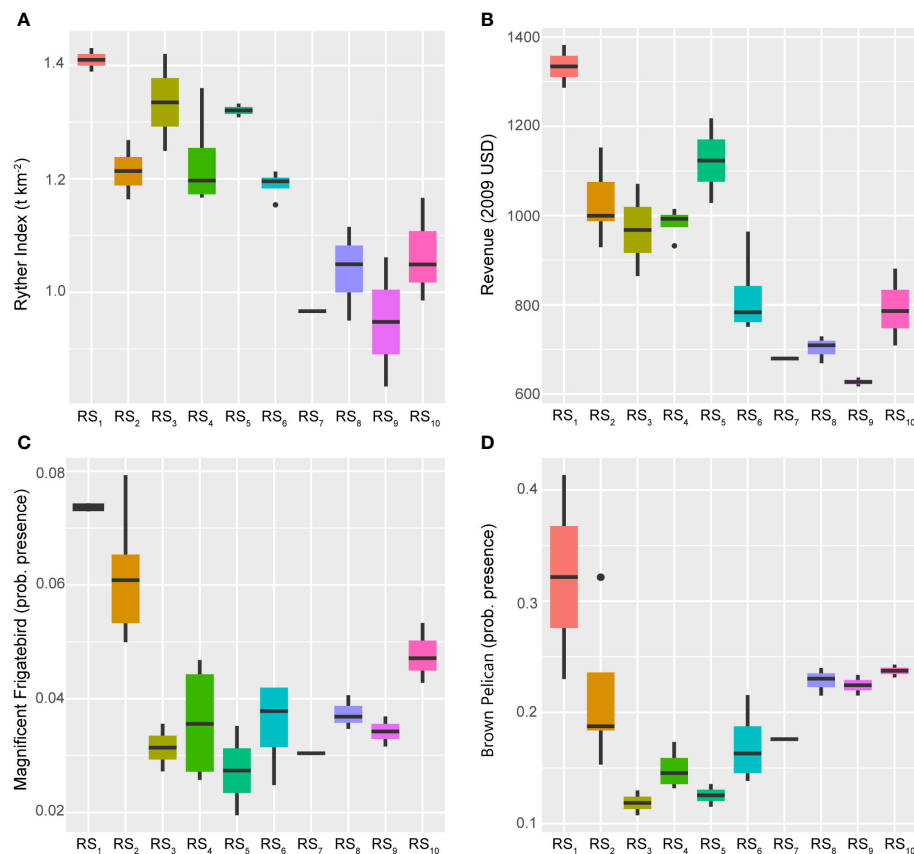 A
Ryther Index (t km-2)
1.4
1.2
1.0
RS1 RS2 RS3 RS4 RS5 RS6 RS7 RS8 RS9 RS10
B
Revenue (2009 USD)
1400
1200
1000
800
600
RS1 RS2 RS3 RS4 RS5 RS6 RS7 RS8 RS9 RS10
C
Magnificent Frigatebird (prob. presence)
0.08
0.06
0.04
0.02
RS1 RS2 RS3 RS4 RS5 RS6 RS7 RS8 RS9 RS10
D
Brown Pelican (prob. presence)
0.4
0.3
0.2
0.1
RS1 RS2 RS3 RS4 RS5 RS6 RS7 RS8 RS9 RS10